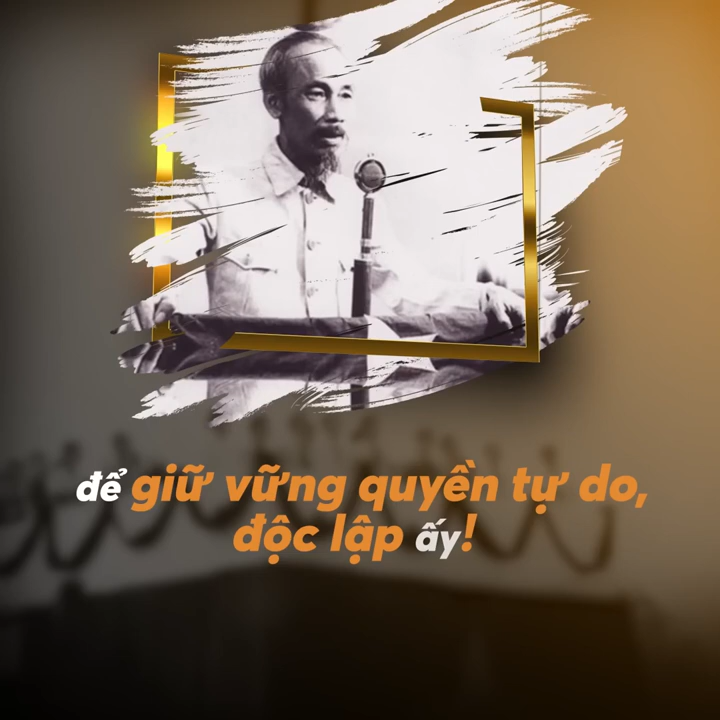 để giữ vững quyền tự do,
độc lập ấy!